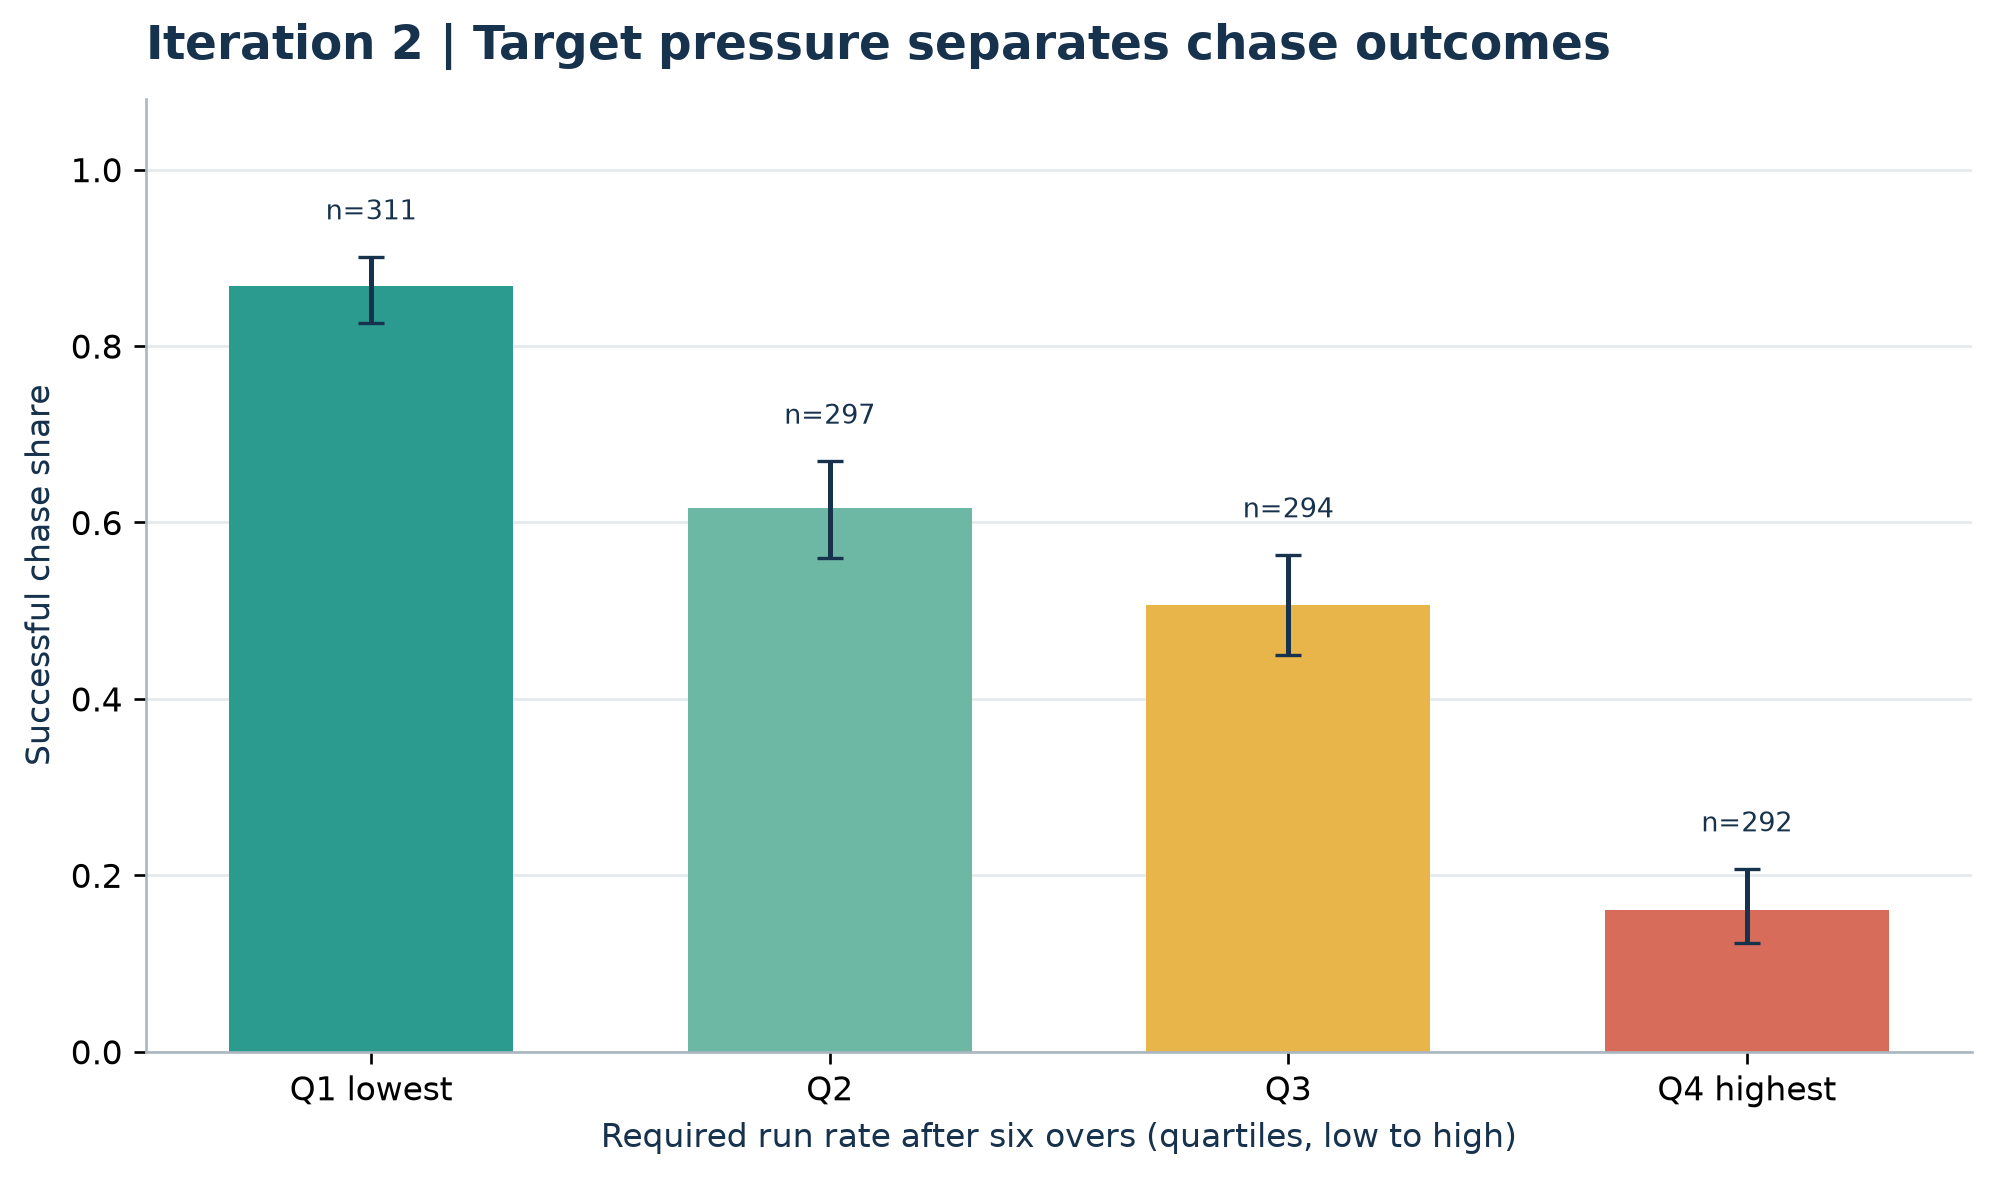 Iteration 2 | Target pressure separates chase outcomes
Successful chase share
1.0
0.8
0.6
0.4
0.2
0.0
n=311
n=297
n=294
n=292
Q1 lowest
Q2
Q3
Q4 highest
Required run rate after six overs (quartiles, low to high)